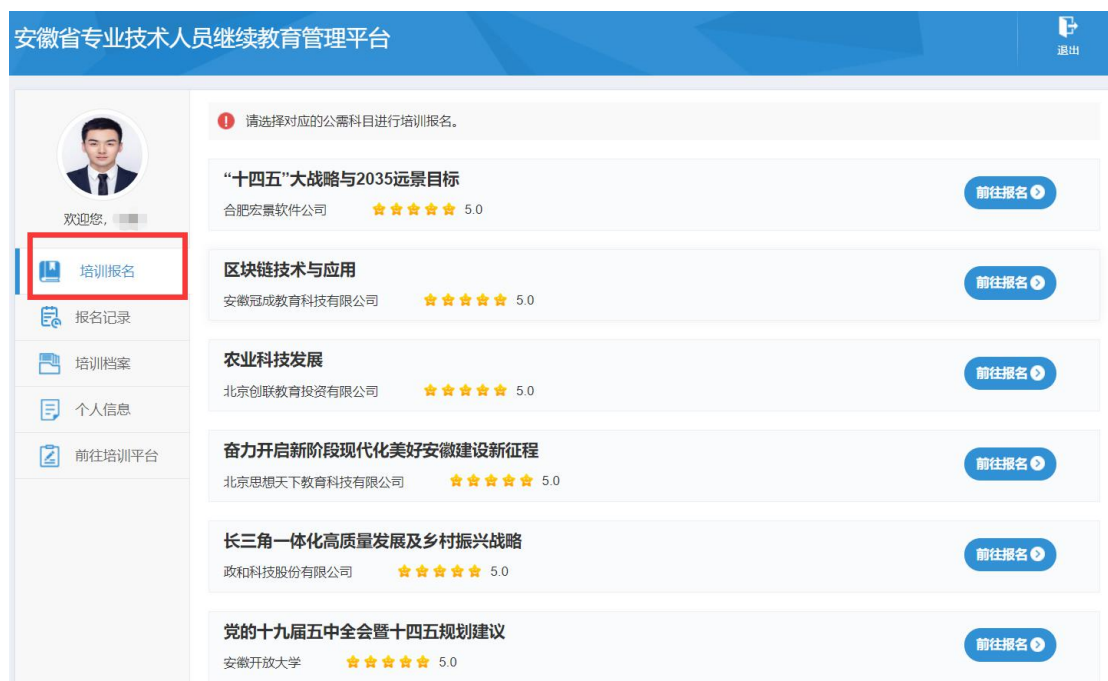 安徽省专业技术人员继续教育管理平台
退出
欢迎您,
培训报名
报名记录
培训档案
个人信息
前往培训平台
请选择对应的公需科目进行培训报名。
“十四五”大战略与2035远景目标
合肥宏景软件公司 5.0
前往报名
区块链技术与应用
安徽冠成教育科技有限公司 5.0
前往报名
农业科技发展
北京创联教育投资有限公司 5.0
前往报名
奋力开启新阶段现代化美好安徽建设新征程
北京思想天下教育科技有限公司 5.0
前往报名
长三角一体化高质量发展及乡村振兴战略
政和科技股份有限公司 5.0
前往报名
党的十九届五中全会暨十四五规划建议
安徽开放大学 5.0
前往报名